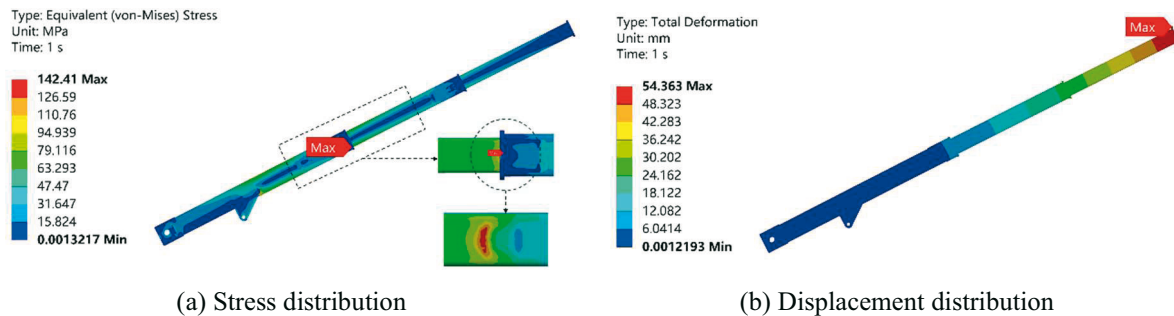 Type: Equivalent (von-Mises) Stress
Unit: MPa
Time: 1 s
142.41 Max
126.59
110.76
94.939
79.116
63.293
47.47
31.647
15.824
0.0013217 Min
Max
(a) Stress distribution
Type: Total Deformation
Unit: mm
Time: 1 s
Max
54.363 Max
48.323
42.283
36.242
30.202
24.162
18.122
12.082
6.0414
0.0012193 Min
(b) Displacement distribution